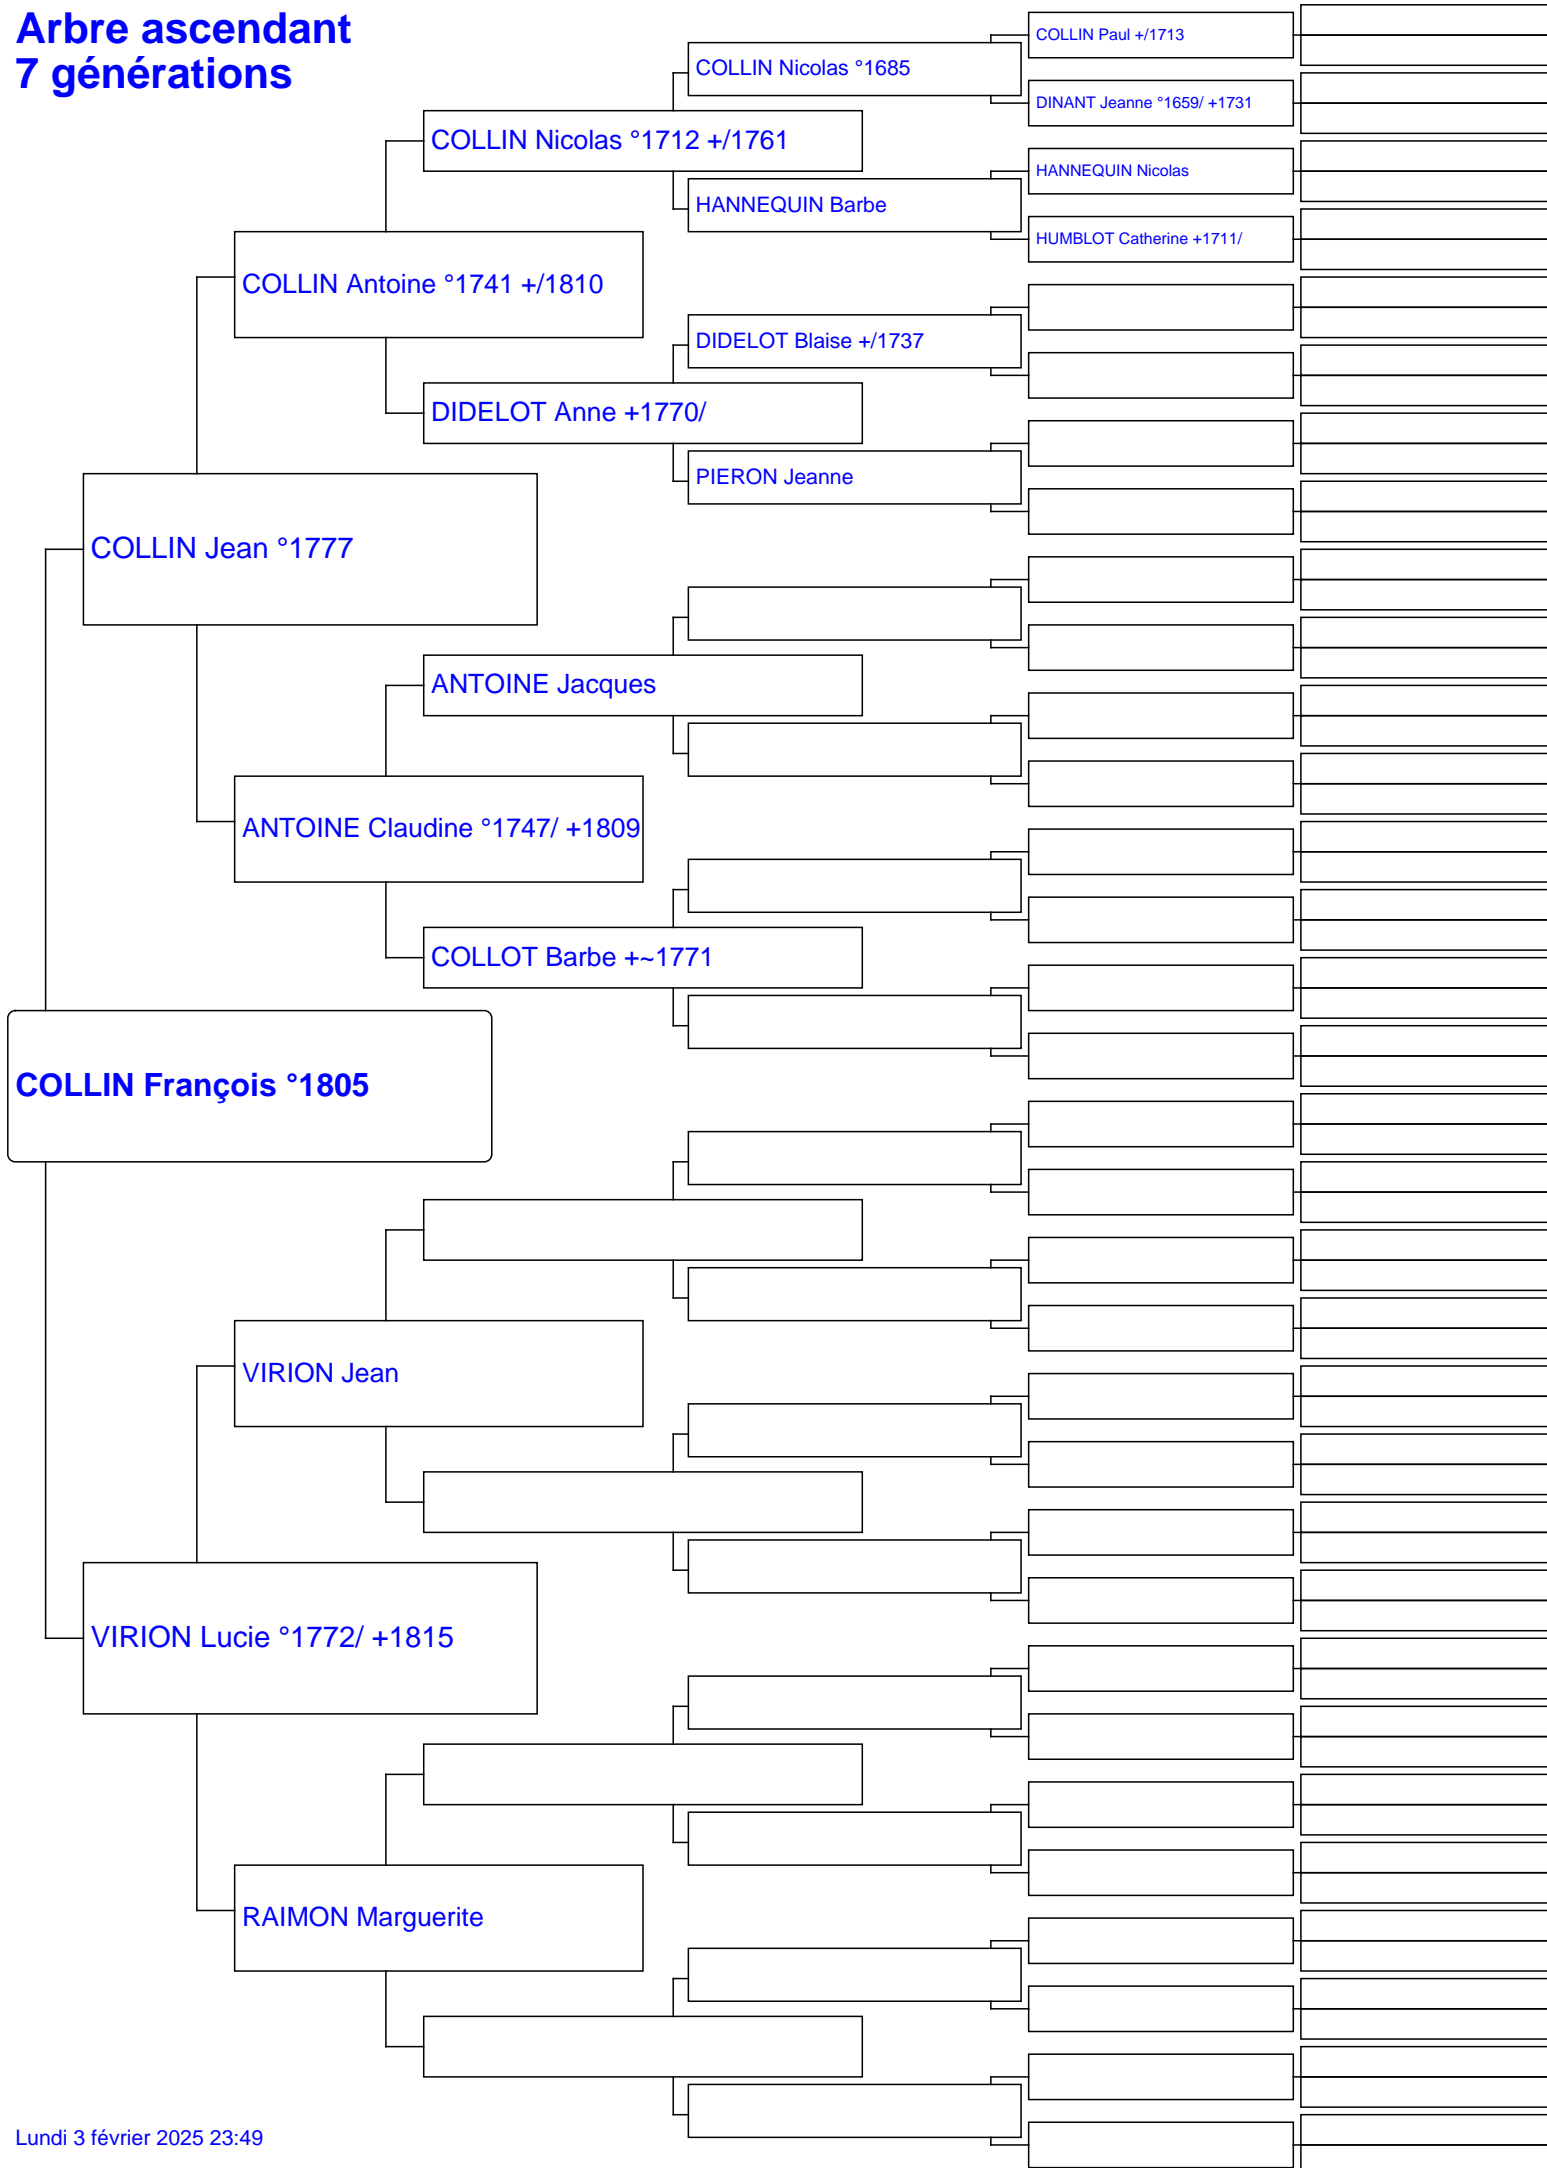 Arbre ascendant
7 générations
COLLIN Paul +/1713
COLLIN Nicolas °1685
DINANT Jeanne °1659/ +1731
COLLIN Nicolas °1712 +/1761
HANNEQUIN Nicolas
HANNEQUIN Barbe
HUMBLOT Catherine +1711/
COLLIN Antoine °1741 +/1810
DIDELOT Blaise +/1737
DIDELOT Anne +1770/
PIERON Jeanne
COLLIN Jean °1777
ANTOINE Jacques
ANTOINE Claudine °1747/ +1809
COLLOT Barbe +~1771
COLLIN François °1805
VIRION Jean
VIRION Lucie °1772/ +1815
RAIMON Marguerite
Lundi 3 février 2025 23:49